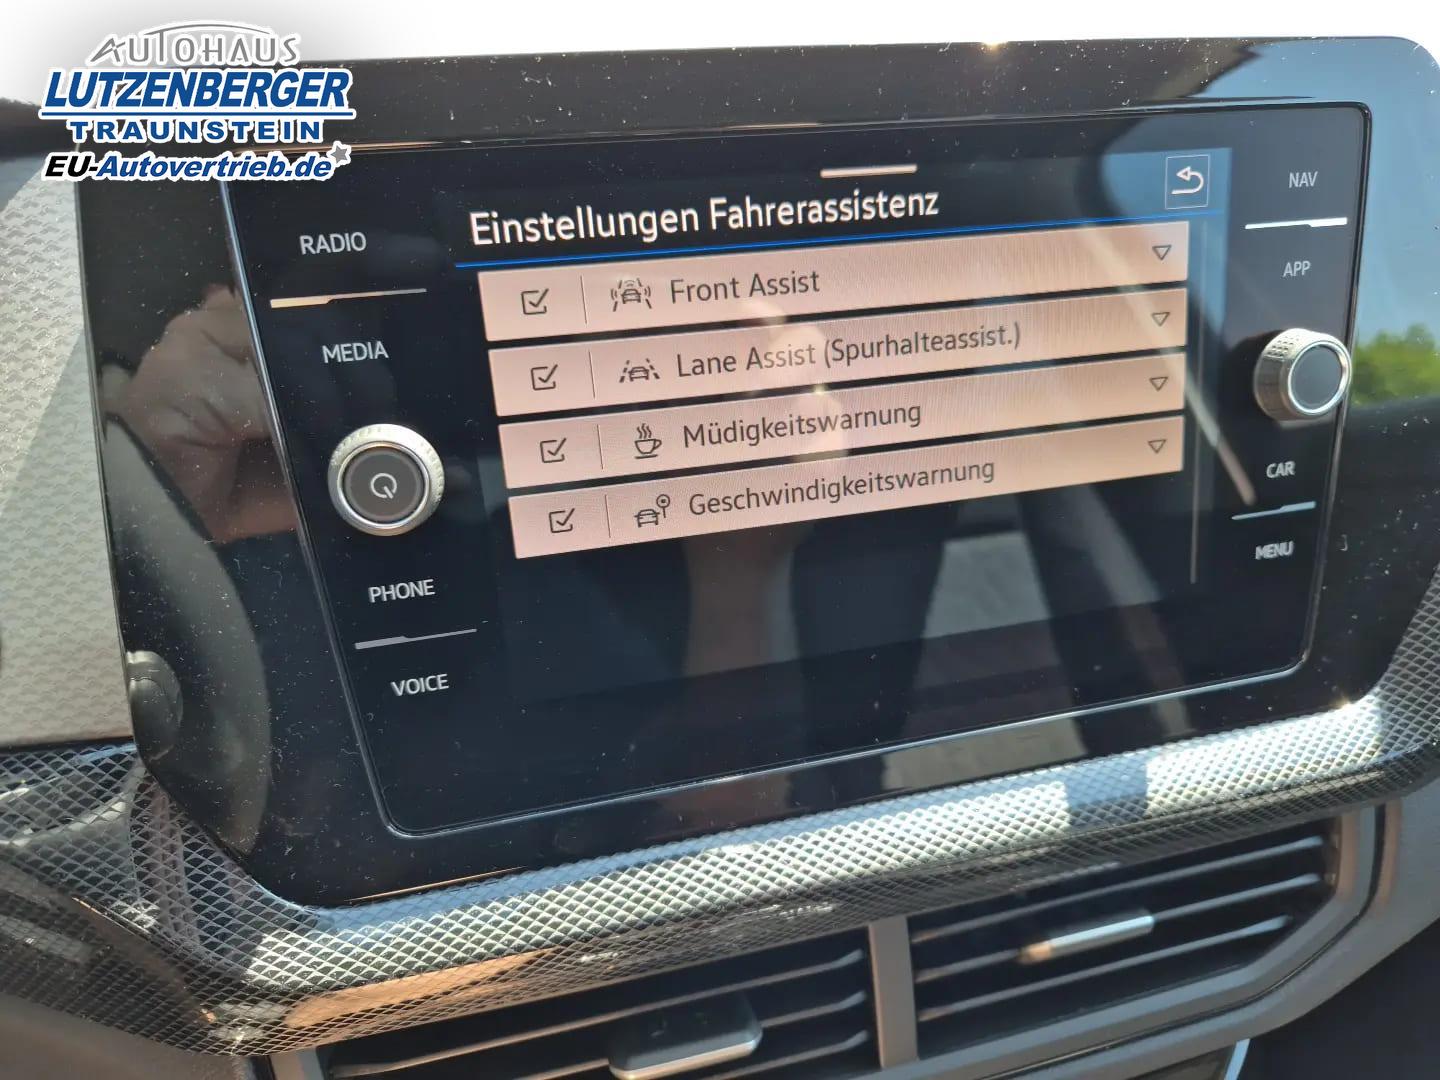 AUTOHAUS
LUTZENBERGER
TRAUNSTEIN
EU-Autovertrieb.de
RADIO
MEDIA
PHONE
VOICE
Einstellungen Fahrerassistenz
Front Assist
Lane Assist (Spurhalteassist.)
Müdigkeitswarnung
Geschwindigkeitswarnung
NAV
APP
CAR
MENU